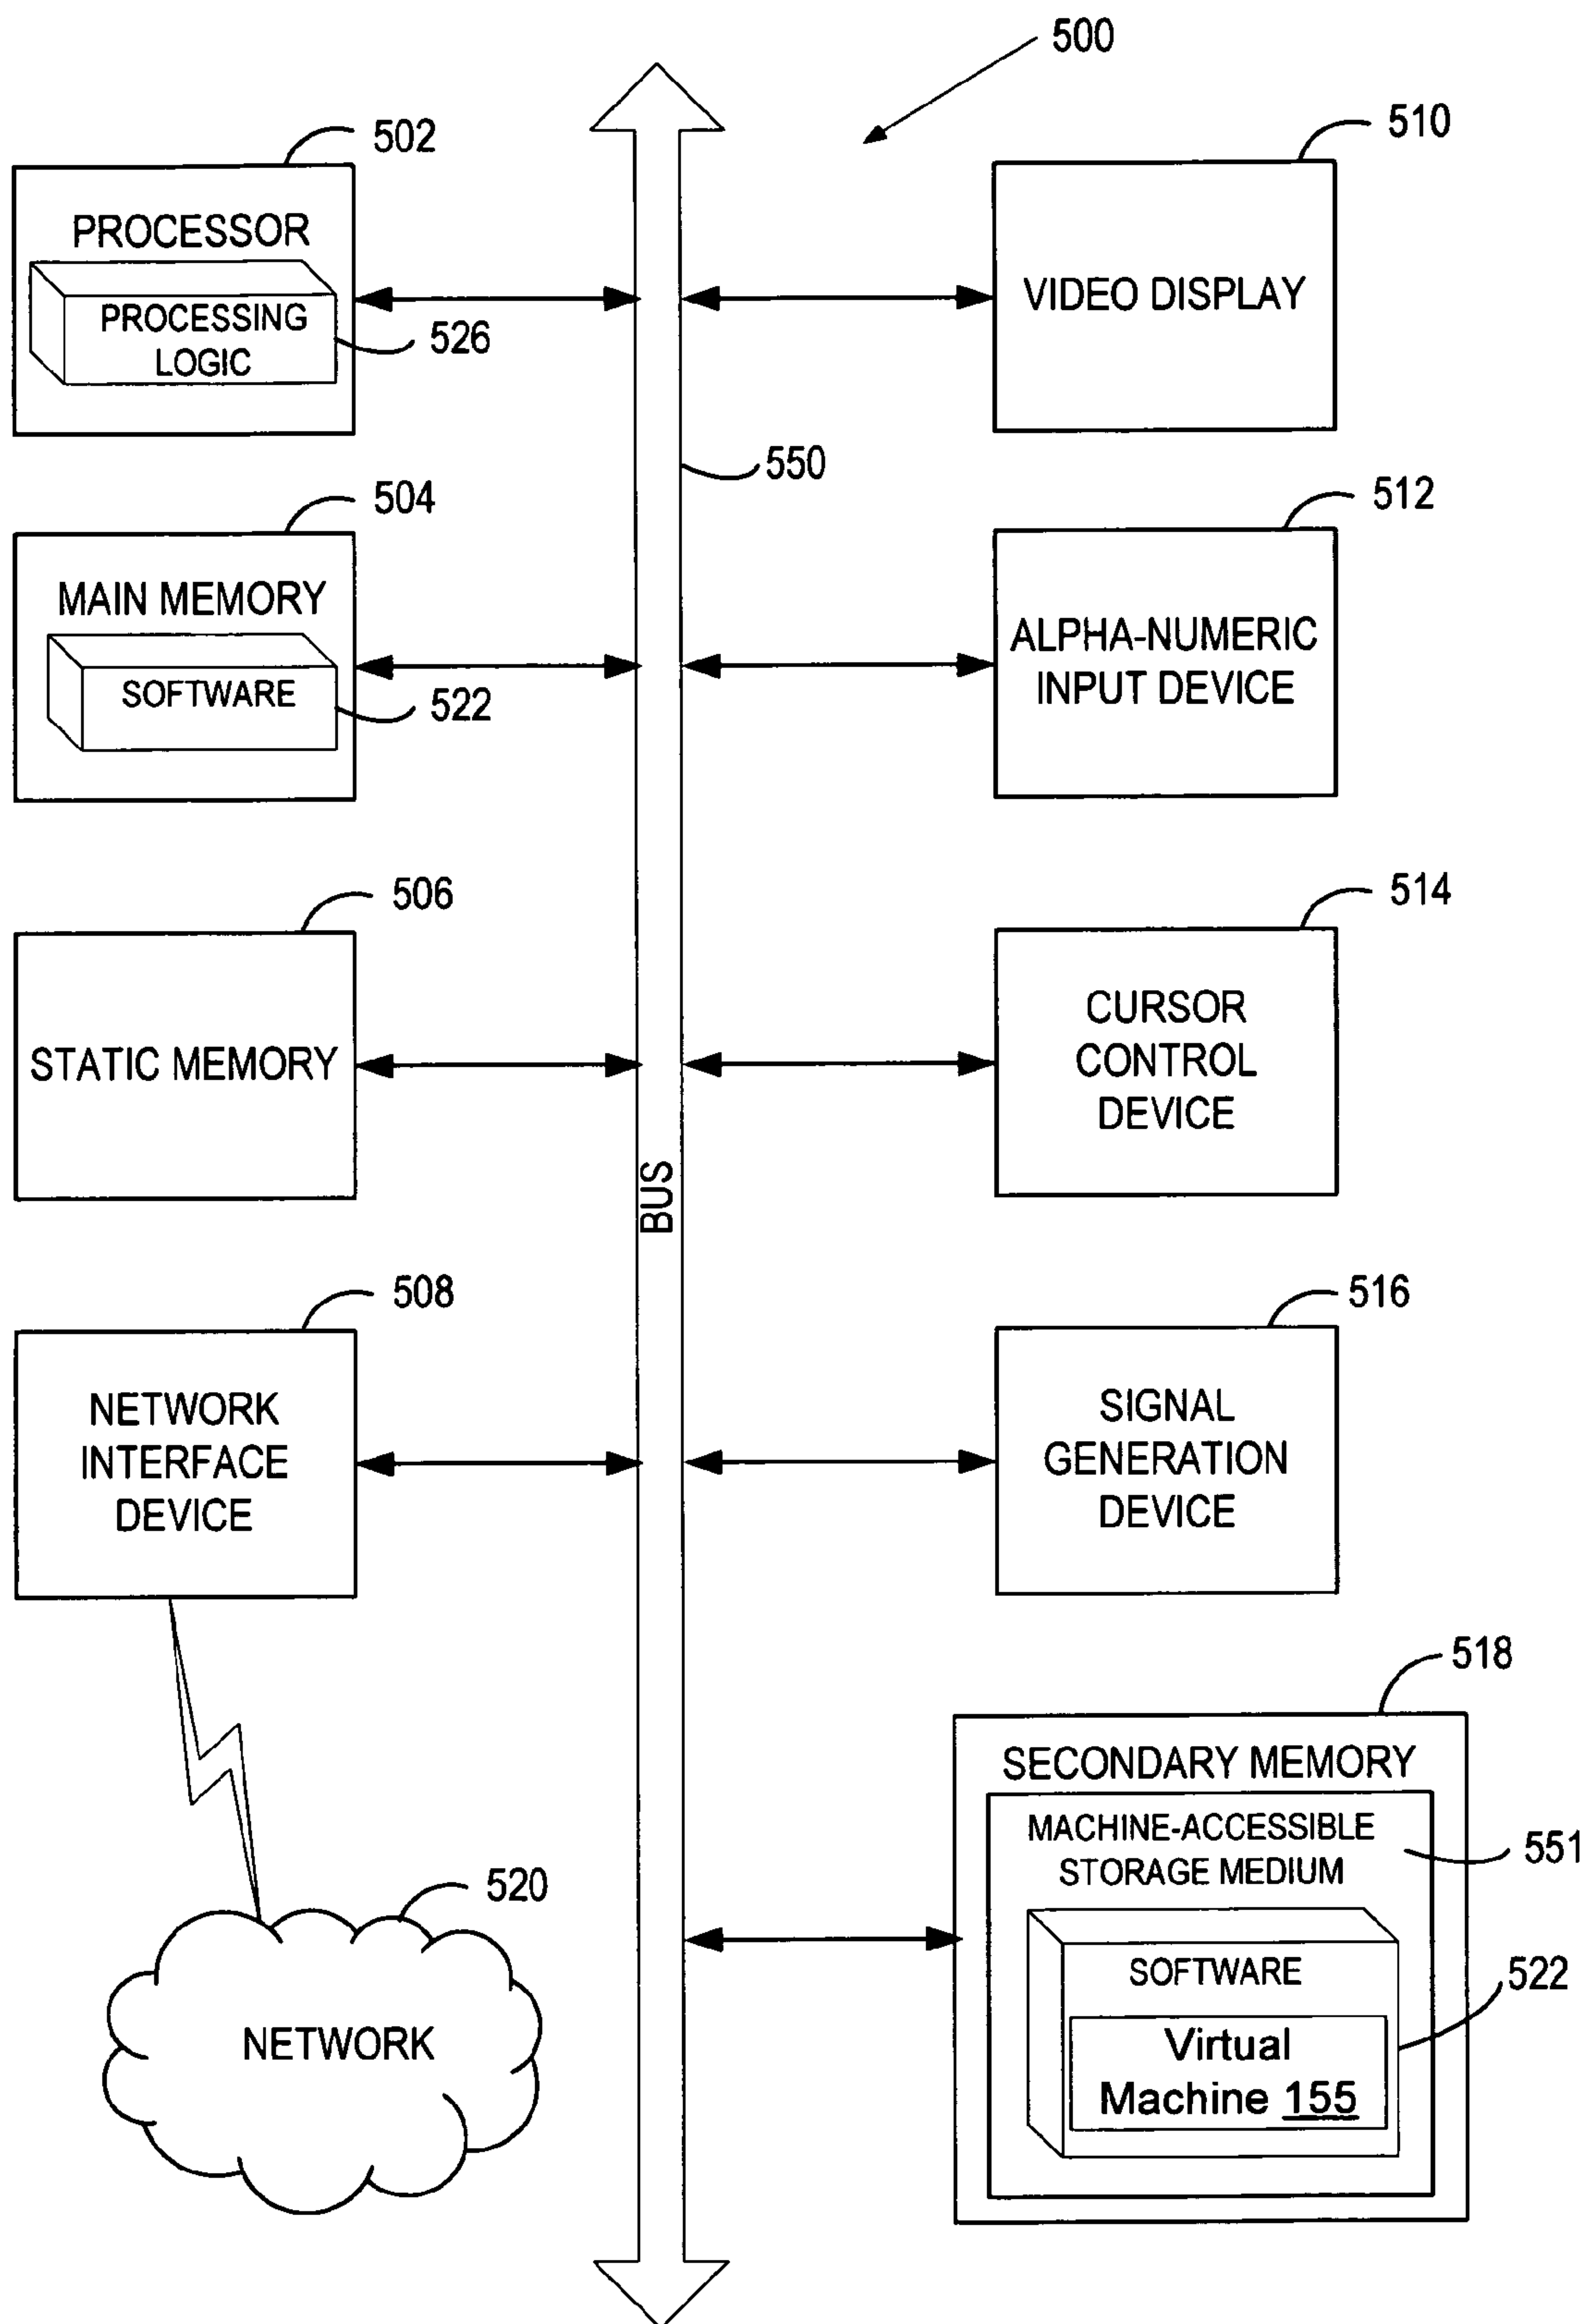 500
502
PROCESSOR
PROCESSING
LOGIC
526
510
VIDEO DISPLAY
550
504
MAIN MEMORY
SOFTWARE
522
512
ALPHA-NUMERIC
INPUT DEVICE
506
STATIC MEMORY
514
CURSOR
CONTROL
DEVICE
BUS
508
NETWORK
INTERFACE
DEVICE
516
SIGNAL
GENERATION
DEVICE
518
SECONDARY MEMORY
MACHINE-ACCESSIBLE
STORAGE MEDIUM
551
SOFTWARE
522
Virtual
Machine 155
520
NETWORK